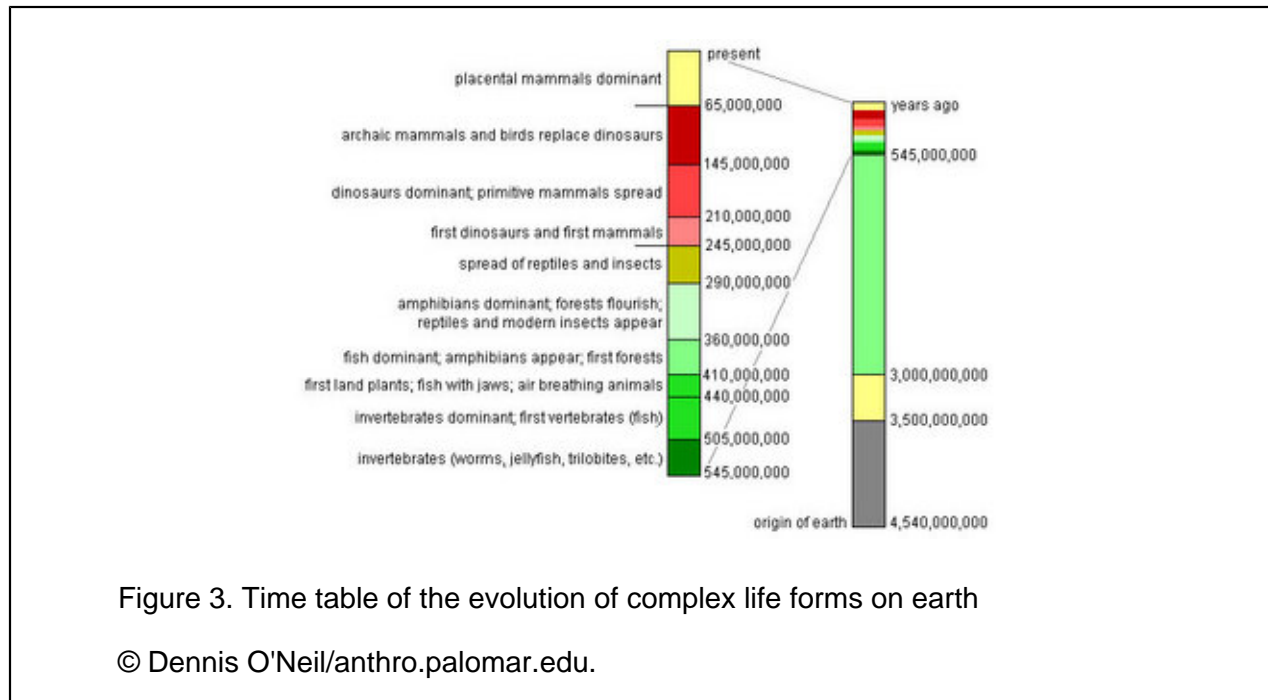 present
placental mammals dominant
65,000,000
archaic mammals and birds replace dinosaurs
145,000,000
dinosaurs dominant; primitive mammals spread
210,000,000
first dinosaurs and first mammals
245,000,000
spread of reptiles and insects
290,000,000
amphibians dominant; forests flourish;
reptiles and modern insects appear
360,000,000
fish dominant; amphibians appear; first forests
410,000,000
first land plants; fish with jaws; air breathing animals
440,000,000
invertebrates dominant; first vertebrates (fish)
505,000,000
invertebrates (worms, jellyfish, trilobites, etc.)
545,000,000
years ago
545,000,000
3,000,000,000
3,500,000,000
origin of earth
4,540,000,000
Figure 3. Time table of the evolution of complex life forms on earth
© Dennis O'Neil/anthro.palomar.edu.